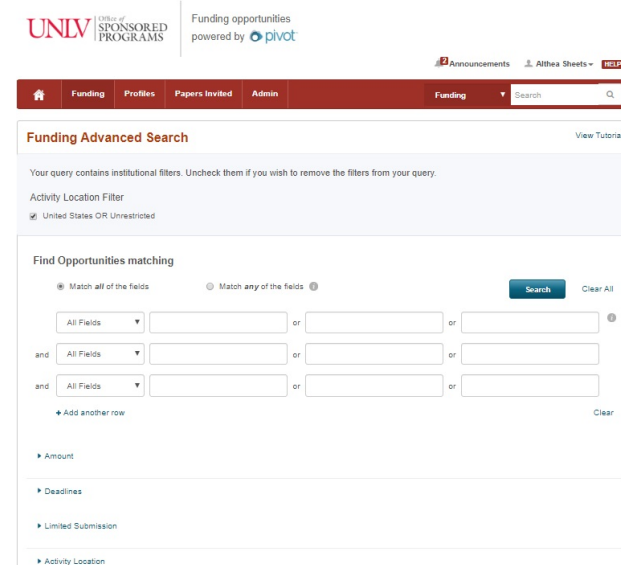 UNLV Office of SPONSORED PROGRAMS
Funding opportunities
powered by pivot
2 Announcements Althea Sheets HELP
Funding Profiles Papers Invited Admin Funding Search
Funding Advanced Search View Tutoria
Your query contains institutional filters. Uncheck them if you wish to remove the filters from your query.
Activity Location Filter
United States OR Unrestricted
Find Opportunities matching
Match all of the fields Match any of the fields Search Clear All
All Fields or or
and All Fields or or
and All Fields or or
+ Add another row Clear
Amount
Deadlines
Limited Submission
Activity Location